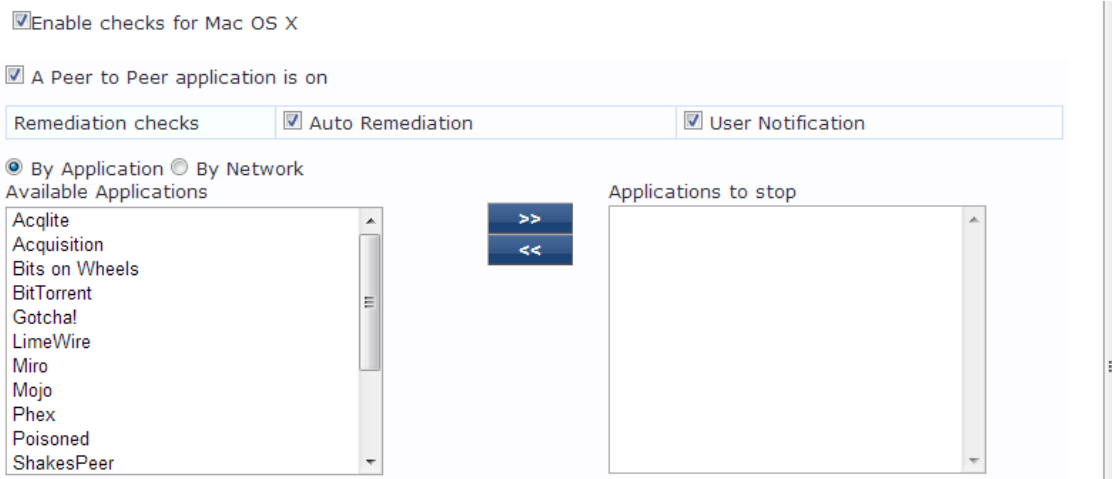 Enable checks for Mac OS X
A Peer to Peer application is on
Remediation checks
Auto Remediation
User Notification
By Application
By Network
Available Applications
Acqlite
Acquisition
Bits on Wheels
BitTorrent
Gotcha!
LimeWire
Miro
Mojo
Phex
Poisoned
ShakesPeer
>>
<<
Applications to stop